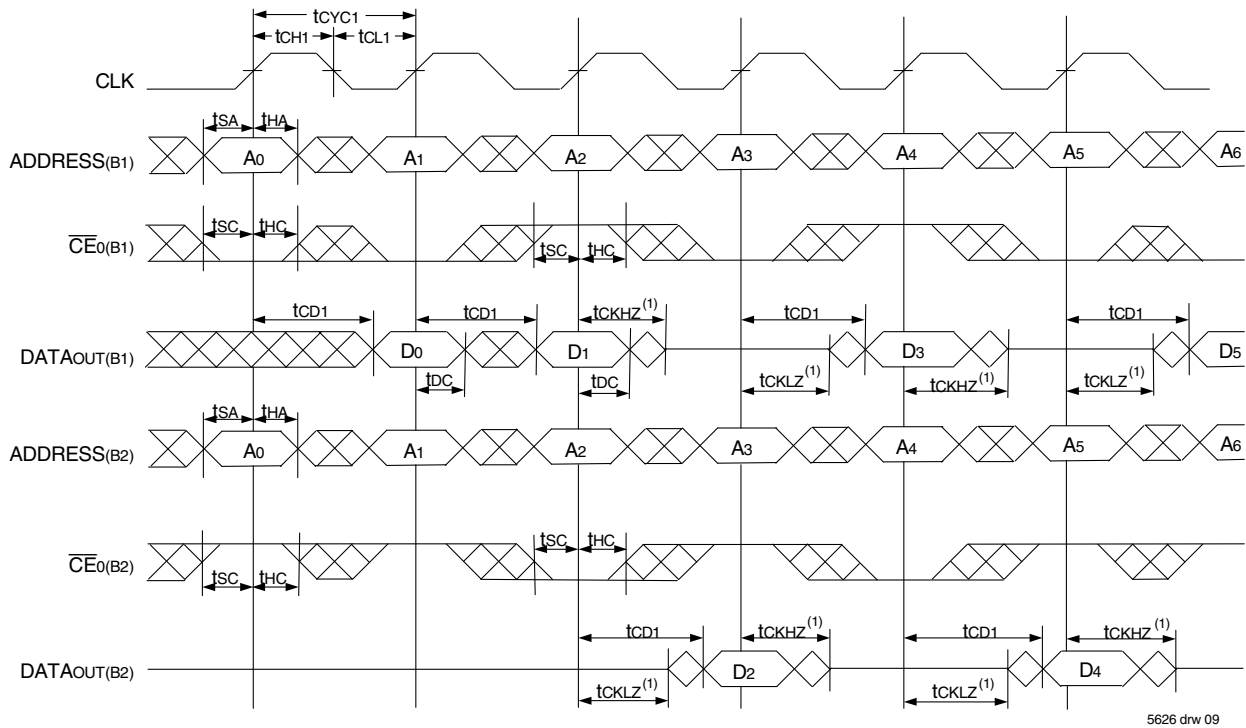 tCYC1
tCH1 tCL1
CLK
tSA tHA
ADDRESS(B1) A0 A1 A2 A3 A4 A5 A6
tSC tHC
CE0(B1) tSC tHC
tCD1 tCD1 tCKHZ(1) tCD1 tCD1
DATAOUT(B1) D0 D1 D3 D5
tDC tDC tCKLZ(1) tCKHZ(1) tCKLZ(1)
tSA tHA
ADDRESS(B2) A0 A1 A2 A3 A4 A5 A6
tSC tHC
CE0(B2)
tSC tHC
tCD1 tCKHZ(1) tCD1 tCKHZ(1)
DATAOUT(B2) D2 D4
tCKLZ(1) tCKLZ(1)
5626 drw 09